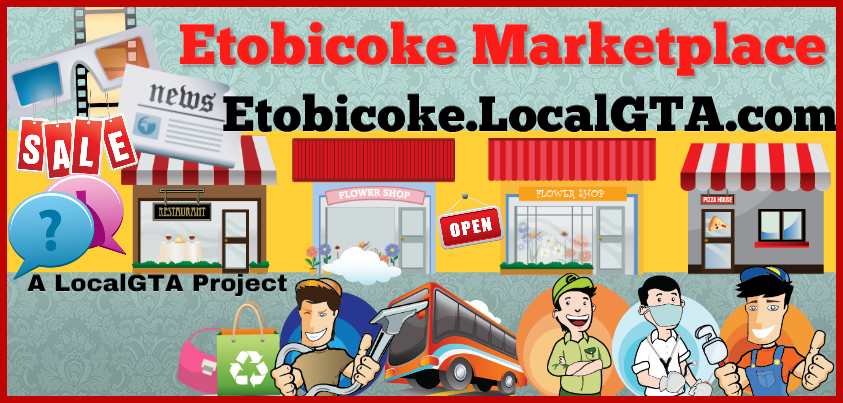 Etobicoke Marketplace
news
Etobicoke.LocalGTA.com
SALE
RESTAURANT
FLOWER SHOP
OPEN
FLOWER SHOP
PIZZA HOUSE
?
!
A LocalGTA Project